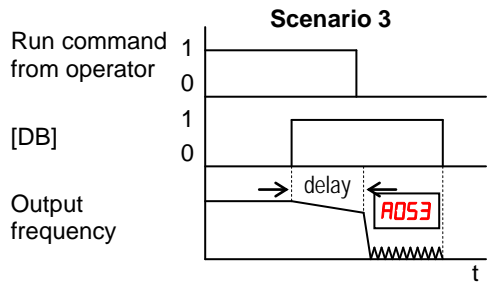 Scenario 3
Run command
from operator
1
0
[DB]
1
0
Output
frequency
delay
A053
t